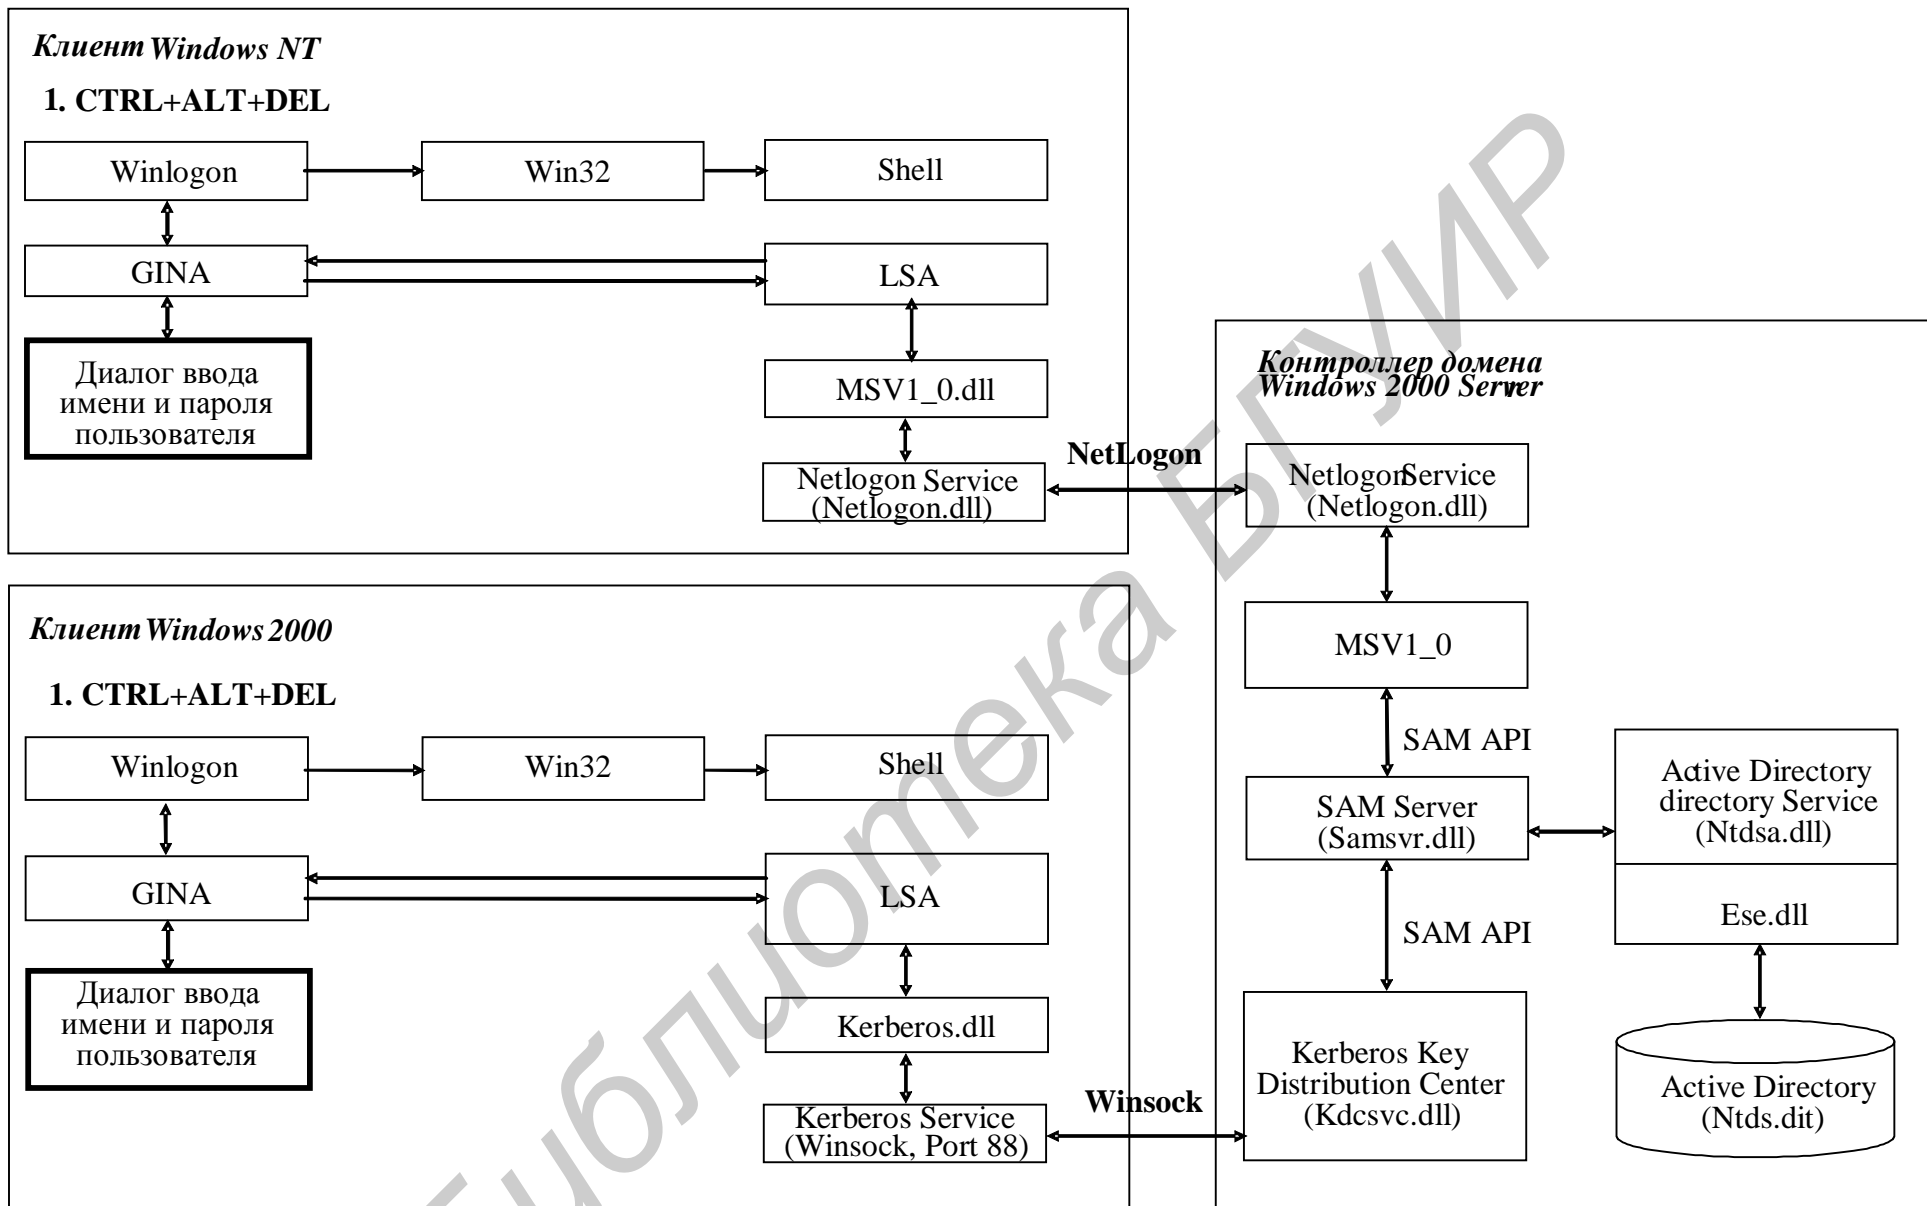 Клиент Windows NT
1. CTRL+ALT+DEL
Winlogon
Win32
Shell
GINA
LSA
Диалог ввода
имени и пароля
пользователя
MSV1_0.dll
Netlogon Service
(Netlogon.dll)
NetLogon
Контроллер домена
Windows 2000 Server
Netlogon Service
(Netlogon.dll)
MSV1_0
SAM API
SAM Server
(Samsvr.dll)
SAM API
Kerberos Key
Distribution Center
(Kdcsvc.dll)
Active Directory
directory Service
(Ntdsa.dll)
Ese.dll
Active Directory
(Ntds.dit)
Клиент Windows 2000
1. CTRL+ALT+DEL
Winlogon
Win32
Shell
GINA
LSA
Диалог ввода
имени и пароля
пользователя
Kerberos.dll
Kerberos Service
(Winsock, Port 88)
Winsock
библиотека БГУИР